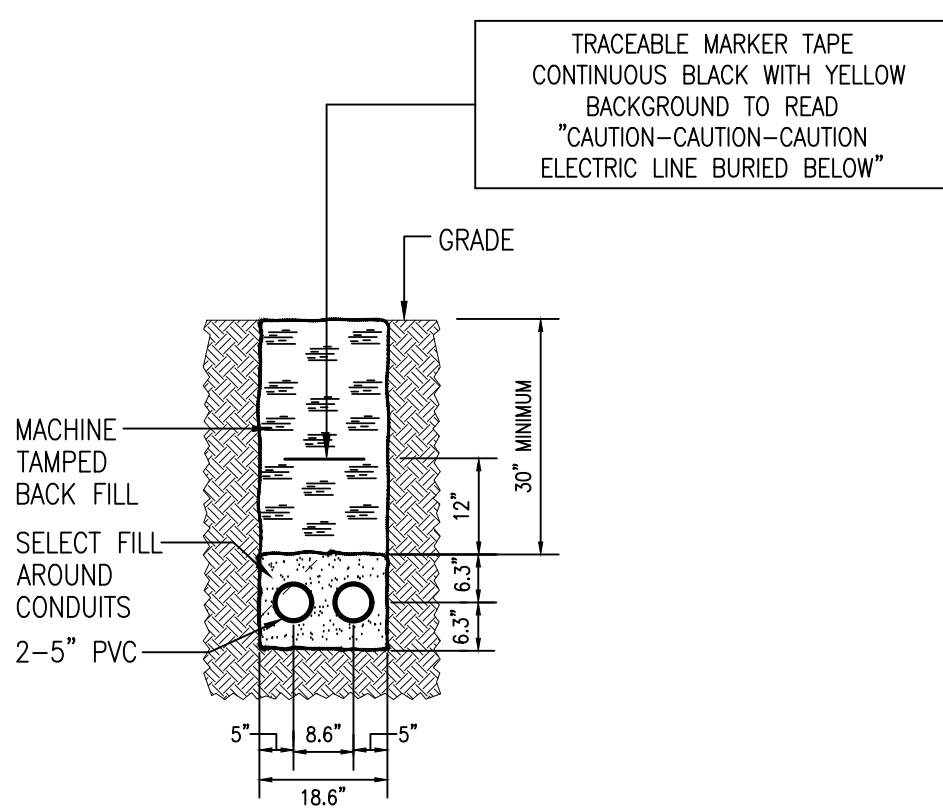 TRACEABLE MARKER TAPE
CONTINUOUS BLACK WITH YELLOW
BACKGROUND TO READ
"CAUTION-CAUTION-CAUTION
ELECTRIC LINE BURIED BELOW"
GRADE
MACHINE
TAMPED
BACK FILL
SELECT FILL
AROUND
CONDUITS
2-5" PVC
30" MINIMUM
12"
6.3"
6.3"
5"
8.6"
5"
18.6"